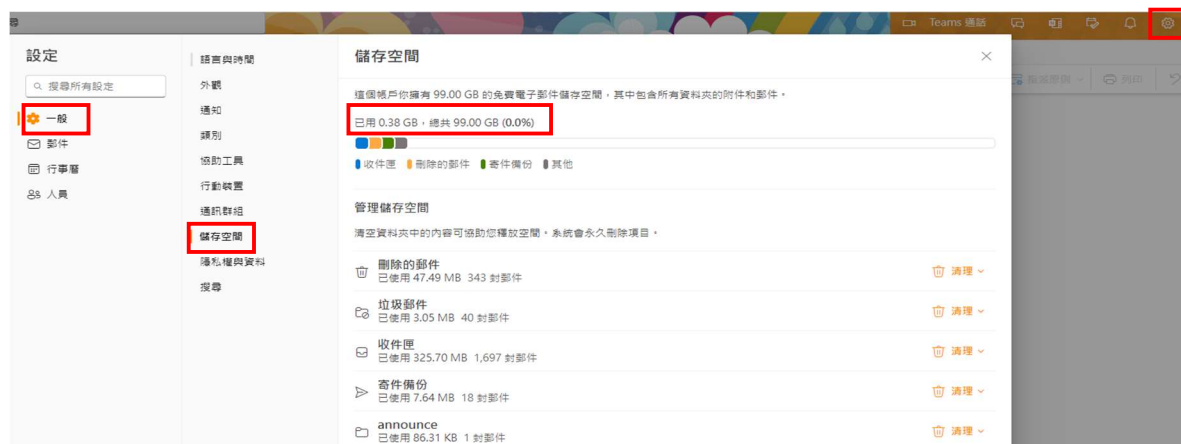 Teams 通話
設定
搜尋所有設定
一般
郵件
行事曆
人員
語言與時間
外觀
通知
類別
協助工具
行動裝置
通訊群組
儲存空間
隱私權與資料
搜尋
儲存空間
這個帳戶你擁有 99.00 GB 的免費電子郵件儲存空間，其中包含所有資料夾的附件和郵件。
已用 0.38 GB，總共 99.00 GB (0.0%)
收件匣 刪除的郵件 寄件備份 其他
管理儲存空間
清空資料夾中的內容可協助您釋放空間。系統會永久刪除項目。
刪除的郵件
已使用 47.49 MB 343 封郵件
清理
垃圾郵件
已使用 3.05 MB 40 封郵件
清理
收件匣
已使用 325.70 MB 1,697 封郵件
清理
寄件備份
已使用 7.64 MB 18 封郵件
清理
announce
已使用 86.31 KB 1 封郵件
清理
列印